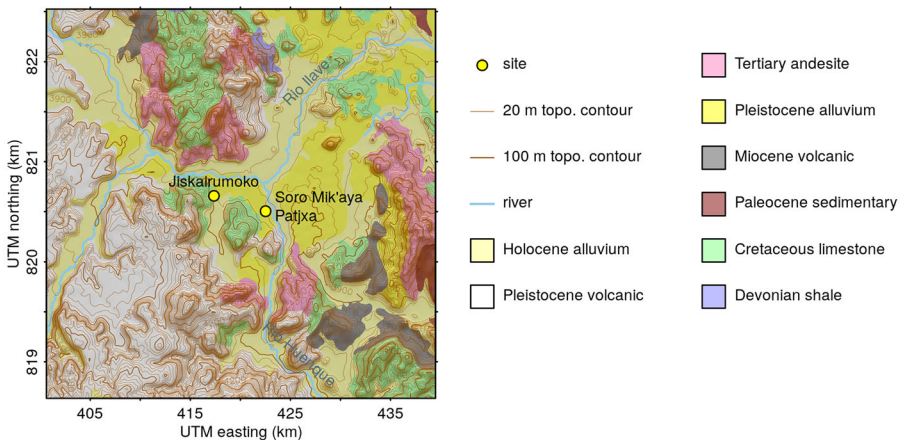 822
821
820
819
UTM northing (km)
405
415
425
435
UTM easting (km)
3900
Rio Ilave
Jiskairumoko
Soro Mik'aya
Patjxa
Huenque
site
20 m topo. contour
100 m topo. contour
river
Holocene alluvium
Pleistocene volcanic
Tertiary andesite
Pleistocene alluvium
Miocene volcanic
Paleocene sedimentary
Cretaceous limestone
Devonian shale